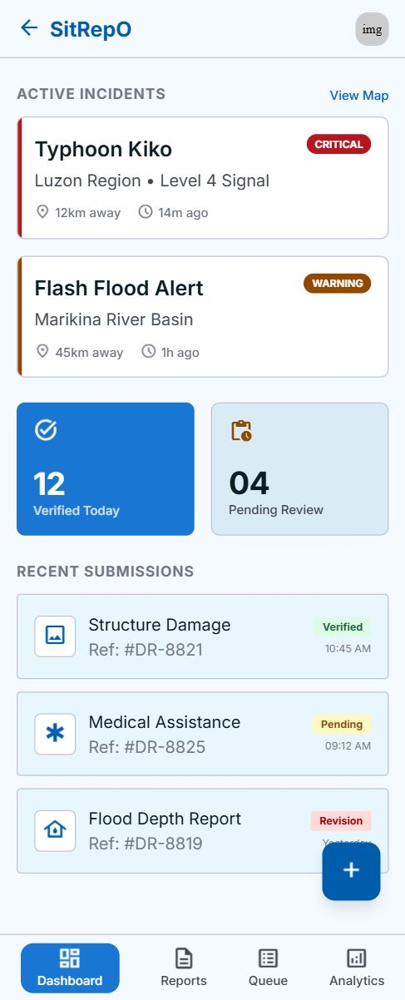 SitRepO
img
ACTIVE INCIDENTS
View Map
Typhoon Kiko
CRITICAL
Luzon Region • Level 4 Signal
12km away
14m ago
Flash Flood Alert
WARNING
Marikina River Basin
45km away
1h ago
12
Verified Today
04
Pending Review
RECENT SUBMISSIONS
Structure Damage
Verified
Ref: #DR-8821
10:45 AM
Medical Assistance
Pending
Ref: #DR-8825
09:12 AM
Flood Depth Report
Revision
Ref: #DR-8819
Yesterday
+
Dashboard
Reports
Queue
Analytics